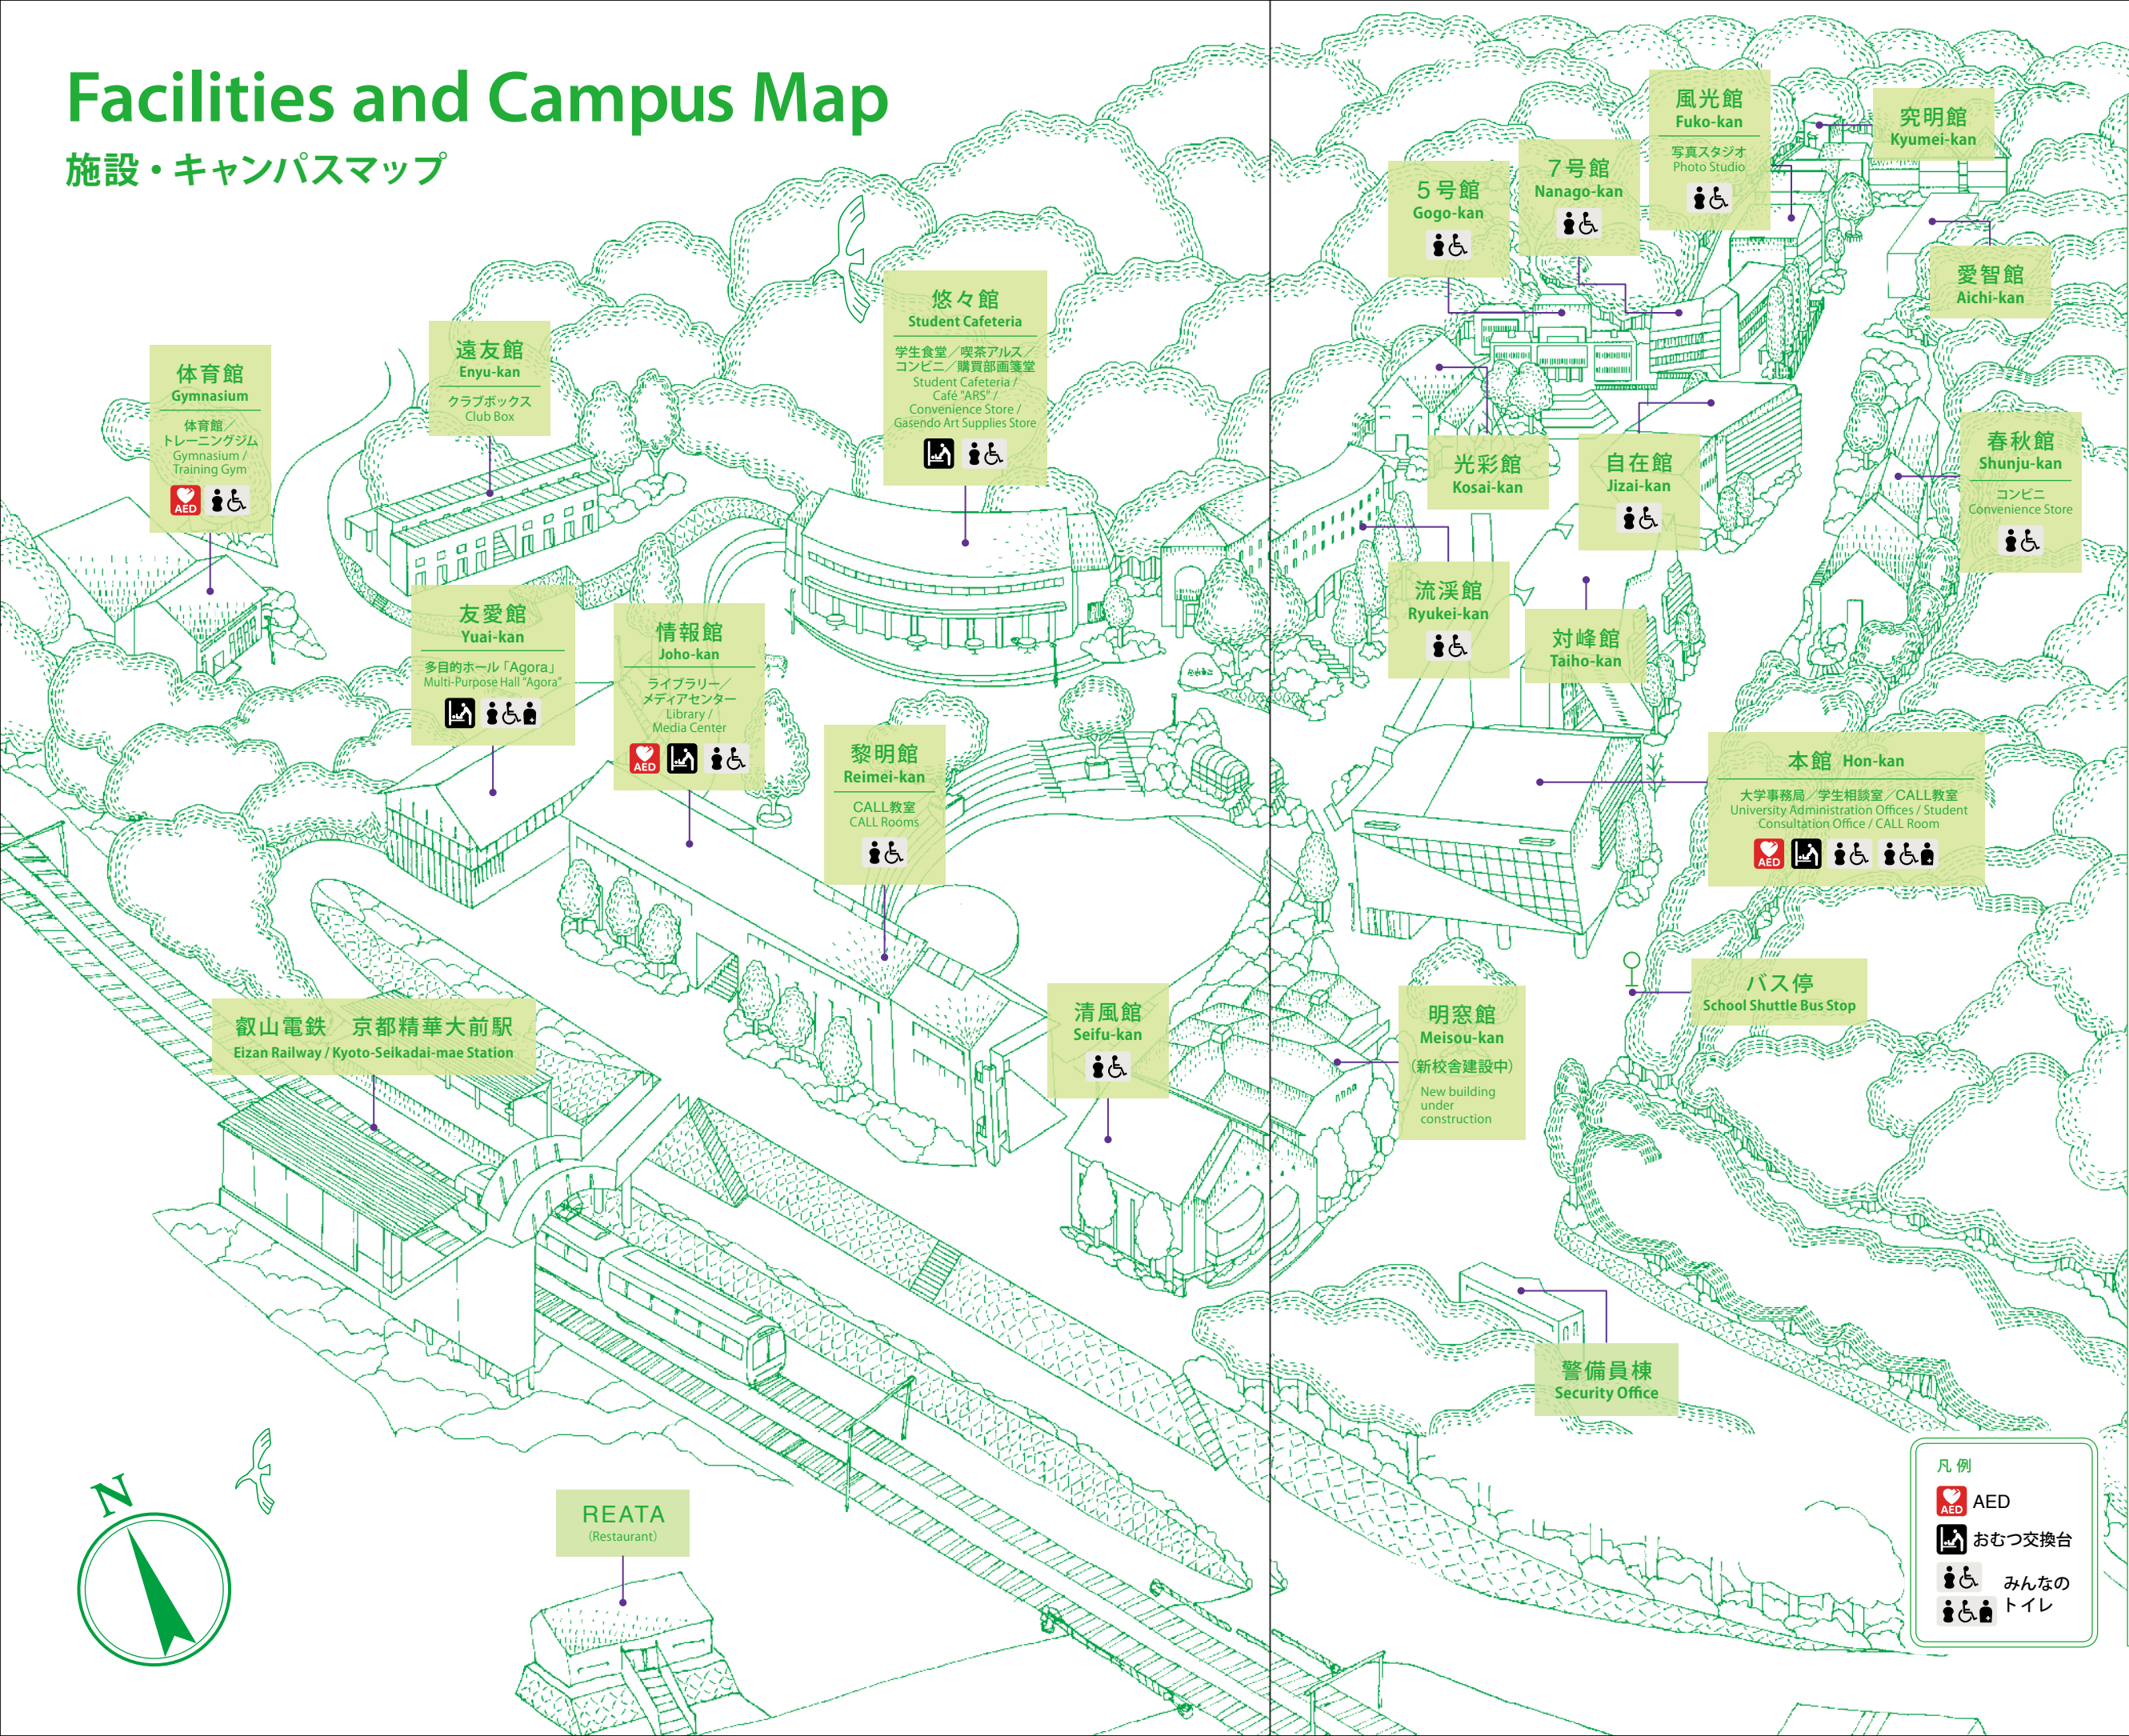 Facilities and Campus Map
施設・キャンパスマップ
体育館
Gymnasium
体育館／
トレーニングジム
Gymnasium /
Training Gym
AED
遠友館
Enyu-kan
クラブボックス
Club Box
悠々館
Student Cafeteria
学生食堂／喫茶アルス／
コンビニ／購買部画箋堂
Student Cafeteria /
Café "ARS" /
Convenience Store /
Gasendo Art Supplies Store
5号館
Gogo-kan
7号館
Nanago-kan
風光館
Fuko-kan
写真スタジオ
Photo Studio
究明館
Kyumei-kan
愛智館
Aichi-kan
光彩館
Kosai-kan
自在館
Jizai-kan
春秋館
Shunju-kan
コンビニ
Convenience Store
流渓館
Ryukei-kan
対峰館
Taiho-kan
友愛館
Yuai-kan
多目的ホール「Agora」
Multi-Purpose Hall "Agora"
情報館
Joho-kan
ライブラリー／
メディアセンター
Library /
Media Center
AED
黎明館
Reimei-kan
CALL教室
CALL Rooms
本館 Hon-kan
大学事務局／学生相談室／CALL教室
University Administration Offices / Student
Consultation Office / CALL Room
AED
叡山電鉄　京都精華大前駅
Eizan Railway / Kyoto-Seikadai-mae Station
清風館
Seifu-kan
明窓館
Meisou-kan
（新校舎建設中）
New building
under
construction
バス停
School Shuttle Bus Stop
警備員棟
Security Office
REATA
（Restaurant）
N
凡例
AED AED
おむつ交換台
みんなの
トイレ